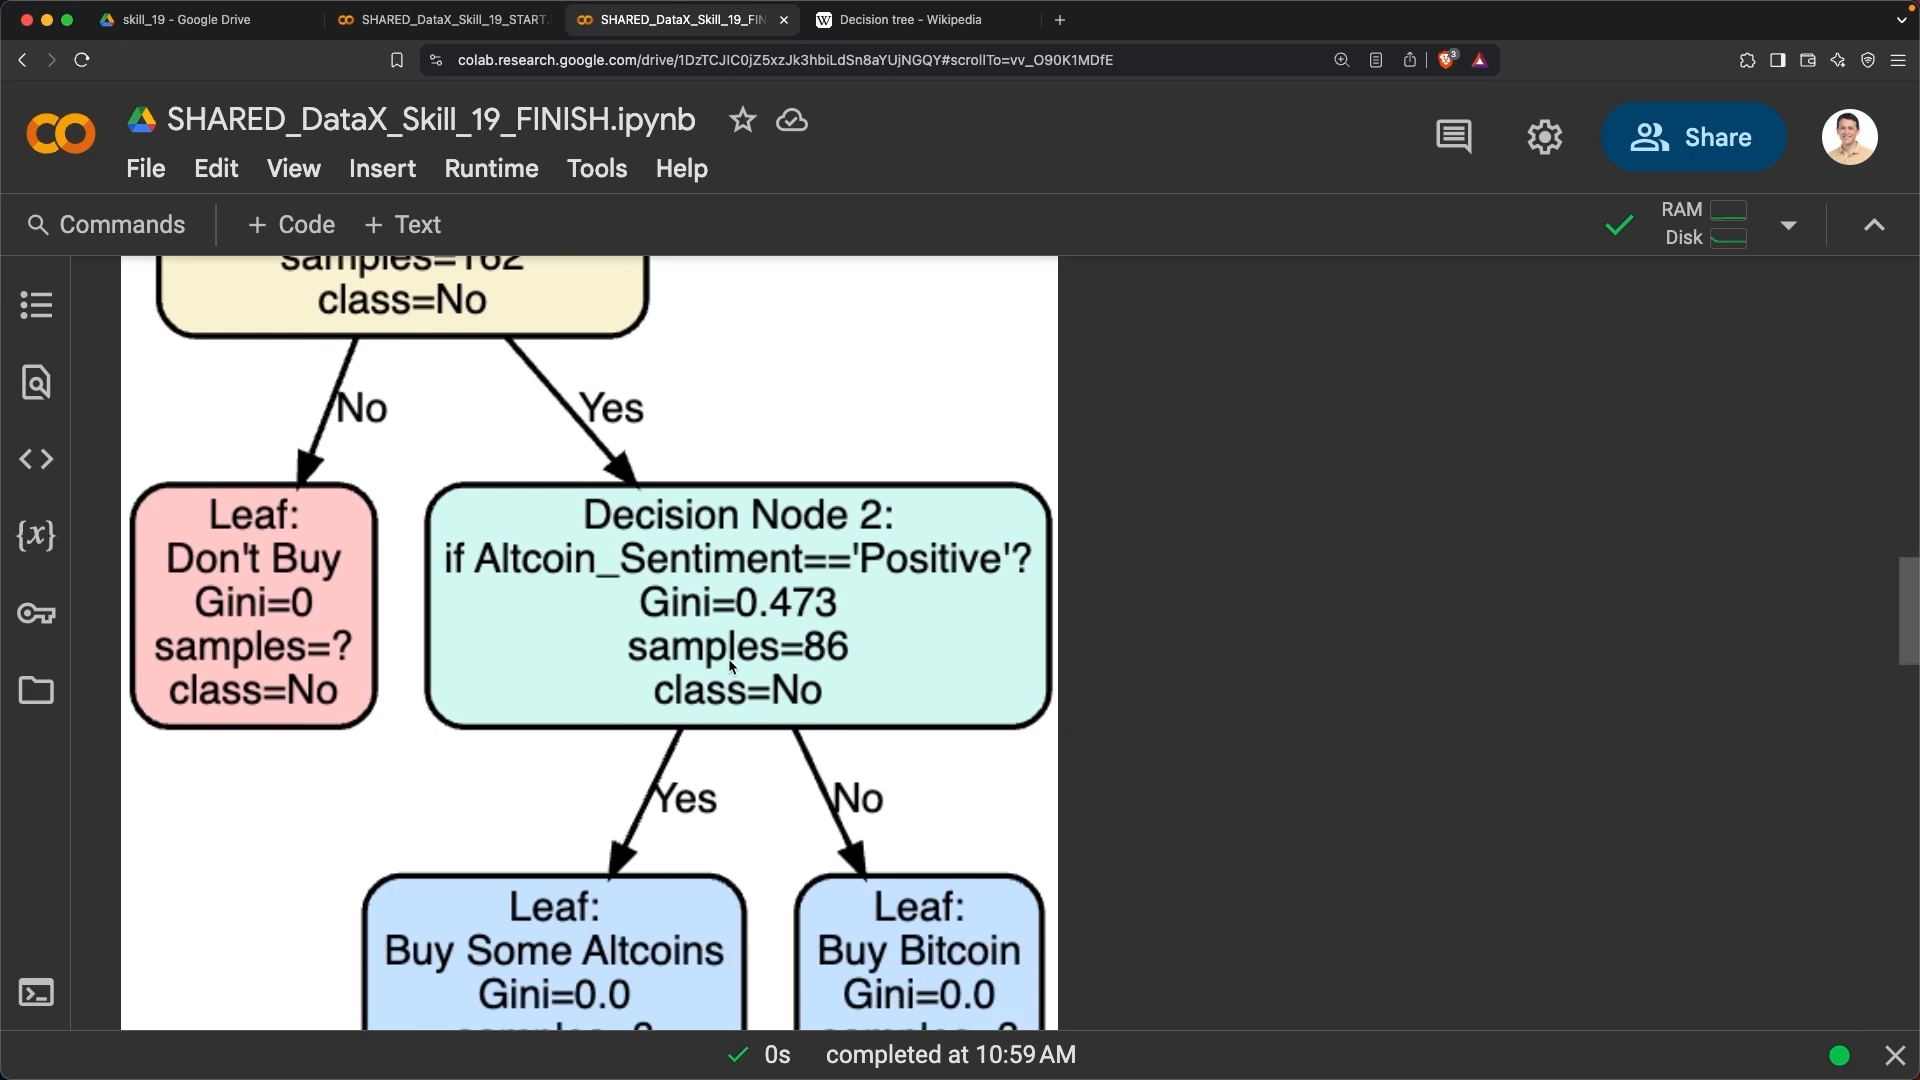 skill_19 - Google Drive
SHARED_DataX_Skill_19_START.
SHARED_DataX_Skill_19_FIN
Decision tree - Wikipedia
colab.research.google.com/drive/1DzTCJIC0jZ5xzJk3hbiLdSn8aYUjNGQY#scrollTo=vv_O90K1MDfE
3
SHARED_DataX_Skill_19_FINISH.ipynb
File Edit View Insert Runtime Tools Help
Share
Commands
+ Code + Text
RAM
Disk
samples=162
class=No
No
Yes
Leaf:
Don't Buy
Gini=0
samples=?
class=No
Decision Node 2:
if Altcoin_Sentiment=='Positive'?
Gini=0.473
samples=86
class=No
Yes
No
Leaf:
Buy Some Altcoins
Gini=0.0
Leaf:
Buy Bitcoin
Gini=0.0
0s completed at 10:59 AM